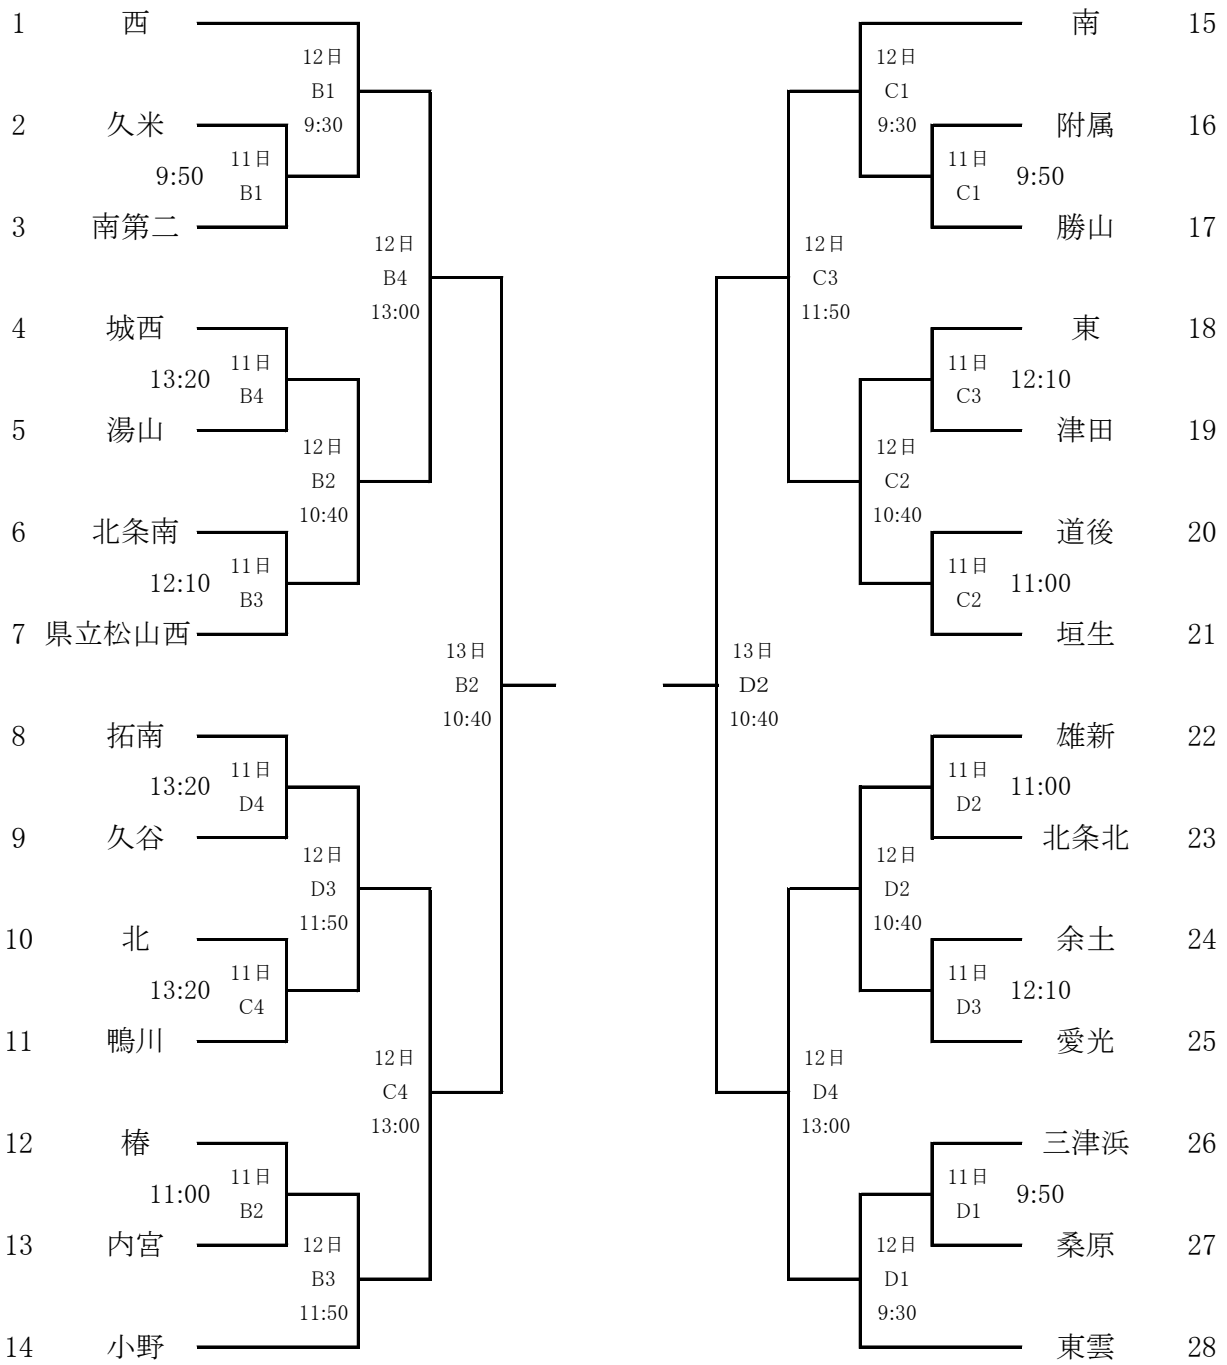 1 西 南 15
12日 12日
B1 C1
9:30 9:30
2 久米 附属 16
11日 11日
9:50 B1 C1 9:50
3 南第二 勝山 17
12日 12日
B4 C3
13:00 11:50
4 城西 東 18
11日 11日
13:20 B4 C3 12:10
5 湯山 津田 19
12日 12日
B2 C2
10:40 10:40
6 北条南 道後 20
11日 11日
12:10 B3 C2 11:00
7 県立松山西 垣生 21
13日 13日
B2 D2
10:40 10:40
8 拓南 雄新 22
11日 11日
13:20 D4 D2 11:00
9 久谷 北条北 23
12日 12日
D3 D2
11:50 10:40
10 北 余土 24
11日 11日
13:20 C4 D3 12:10
11 鴨川 愛光 25
12日 12日
C4 D4
13:00 13:00
12 椿 三津浜 26
11日 11日
11:00 B2 D1 9:50
13 内宮 桑原 27
12日 12日
B3 D1
11:50 9:30
14 小野 東雲 28